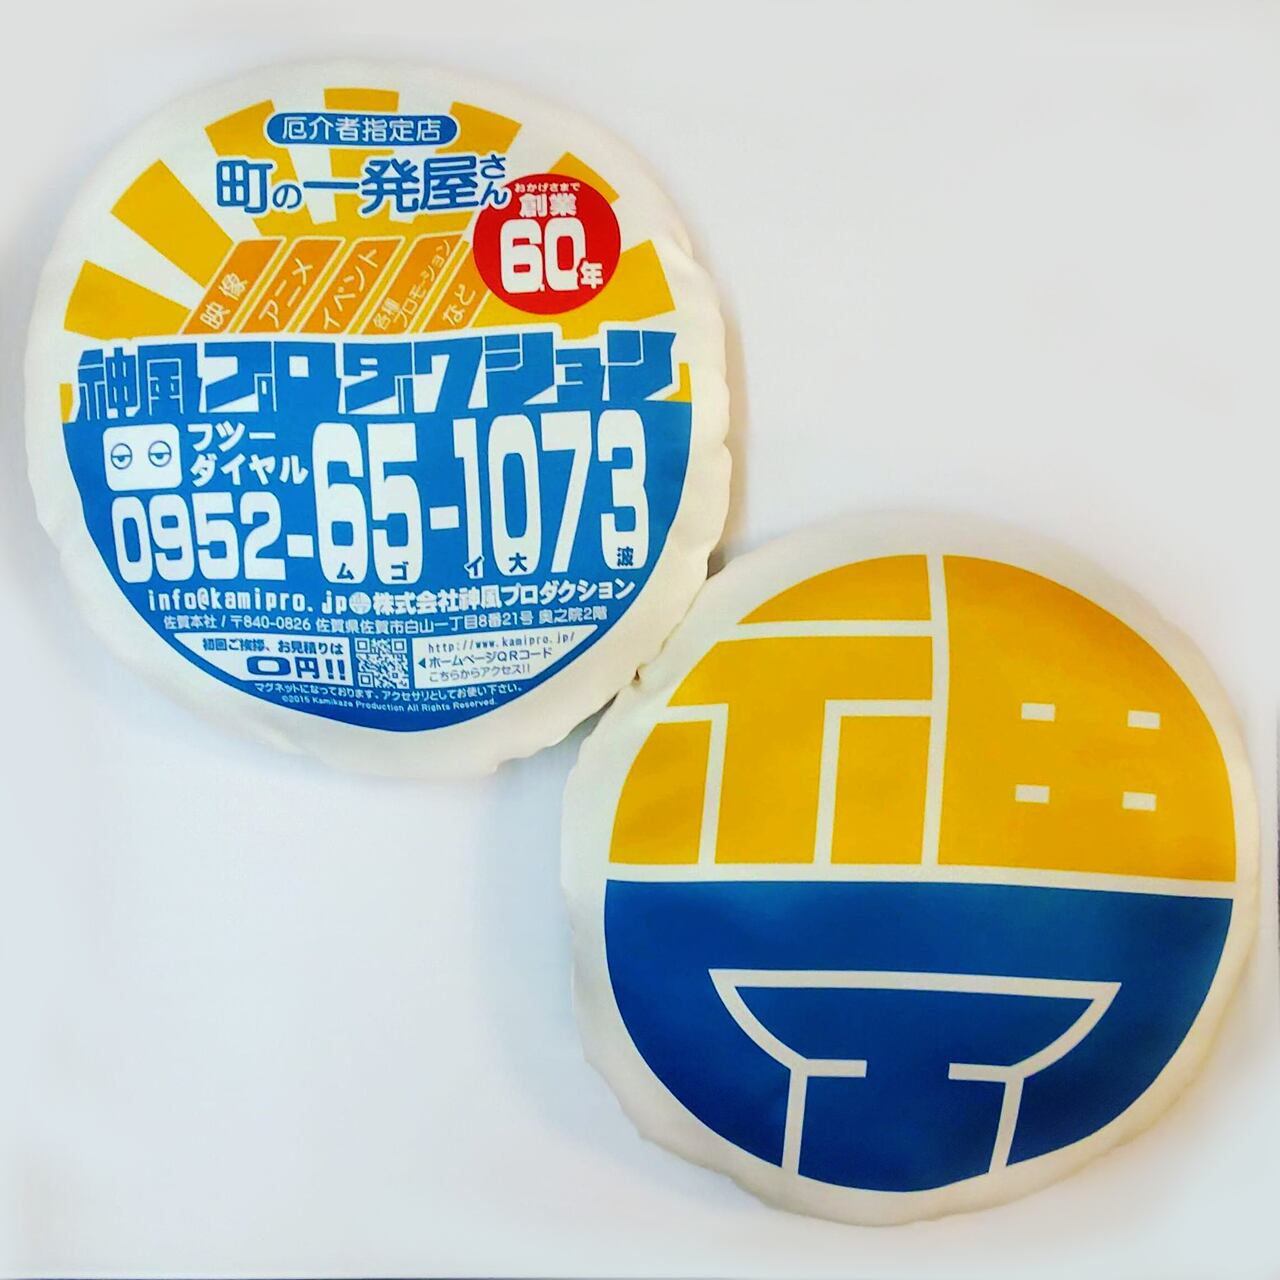 厄介者指定店
町の一発屋さん
おかげさまで
創業
6.0年
映像
アニメ
イベント
各種プロモーション
など
神風プロダクション
フツーダイヤル
0952-65-1073
ムゴイ大波
info@kamipro.jp 株式会社神風プロダクション
佐賀本社/〒840-0826 佐賀県佐賀市白山一丁目8番21号 奥之院2階
初回ご挨拶、お見積りは
0円!!
http://www.kamipro.jp/
ホームページQRコード
こちらからアクセス!!
マグネットになっております。アクセサリとしてお使い下さい。
©2015 Kamikaze Production All Rights Reserved.